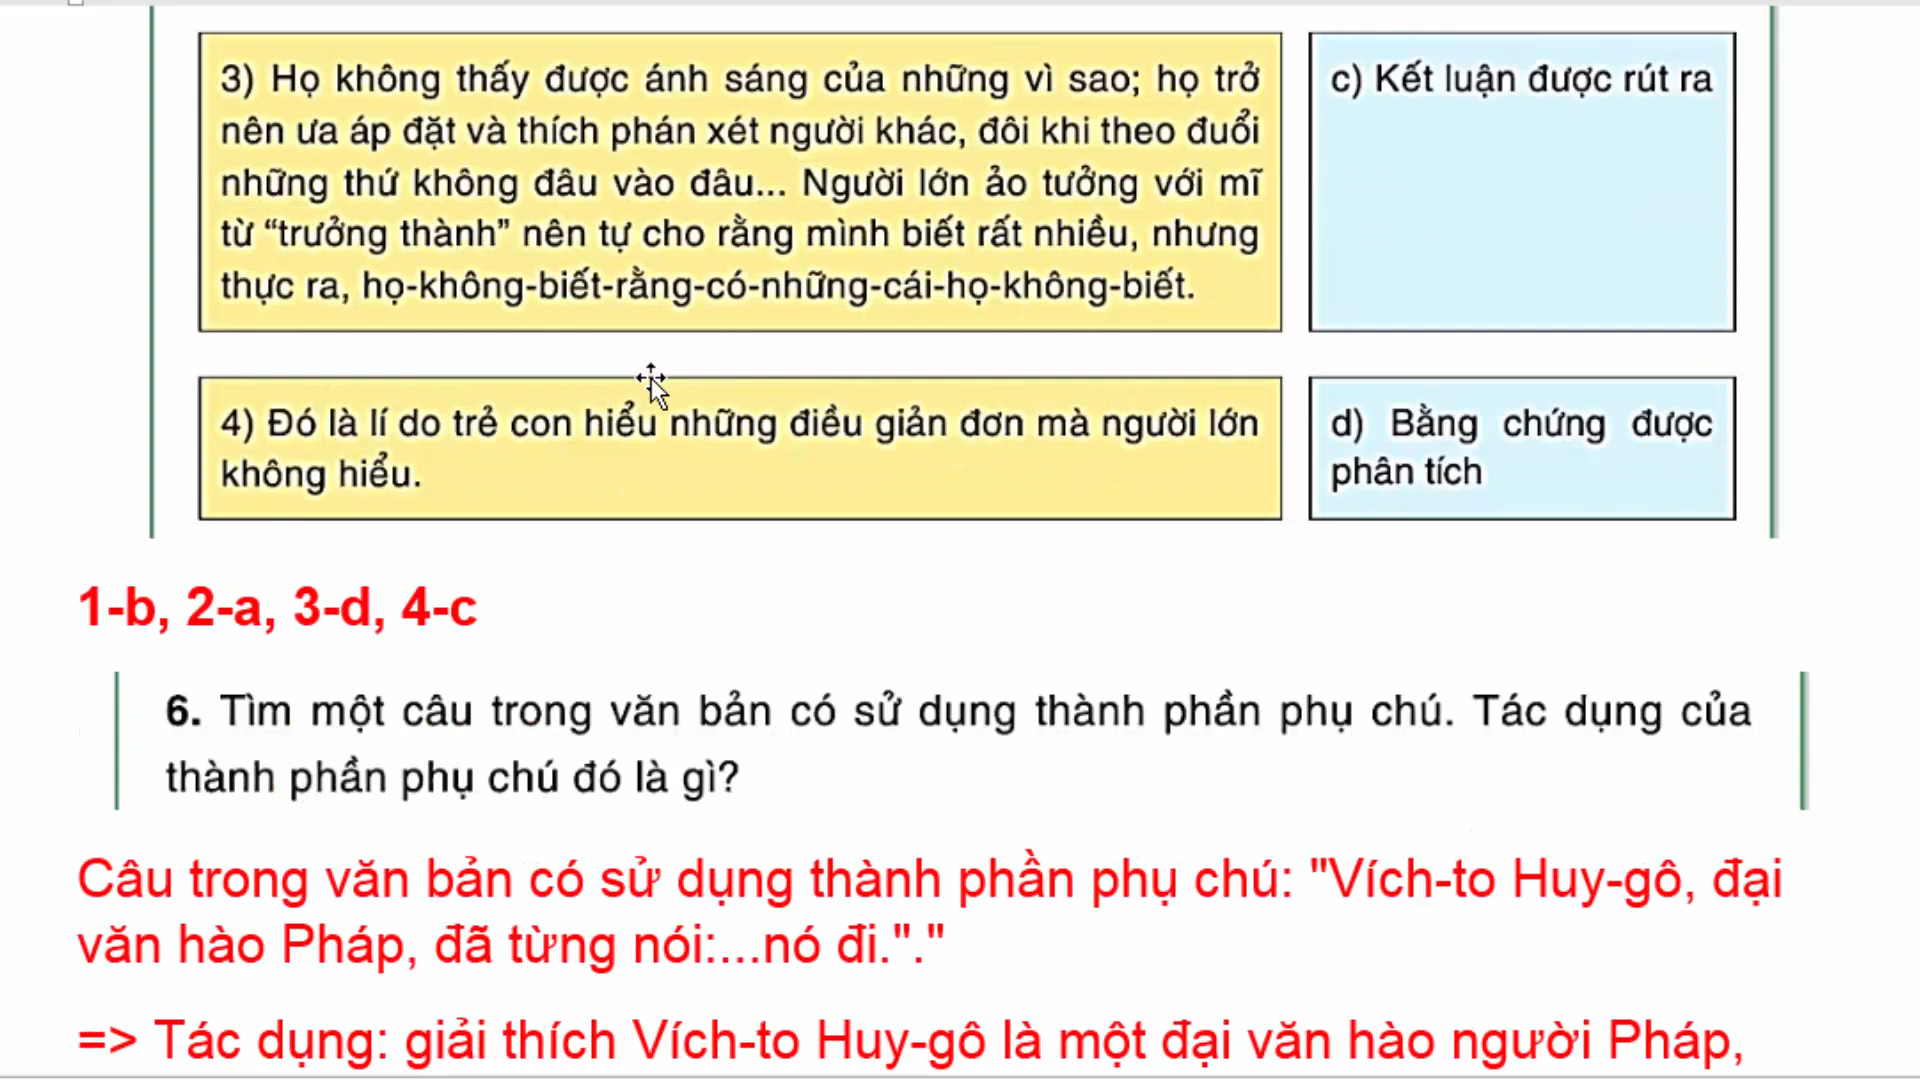 3) Họ không thấy được ánh sáng của những vì sao; họ trở
nên ưa áp đặt và thích phán xét người khác, đôi khi theo đuổi
những thứ không đâu vào đâu... Người lớn ảo tưởng với mĩ
từ “trưởng thành” nên tự cho rằng mình biết rất nhiều, nhưng
thực ra, họ-không-biết-rằng-có-những-cái-họ-không-biết.
c) Kết luận được rút ra
4) Đó là lí do trẻ con hiểu những điều giản đơn mà người lớn
không hiểu.
d) Bằng chứng được
phân tích
1-b, 2-a, 3-d, 4-c
6. Tìm một câu trong văn bản có sử dụng thành phần phụ chú. Tác dụng của
thành phần phụ chú đó là gì?
Câu trong văn bản có sử dụng thành phần phụ chú: "Vích-to Huy-gô, đại
văn hào Pháp, đã từng nói:...nó đi."."
=> Tác dụng: giải thích Vích-to Huy-gô là một đại văn hào người Pháp,